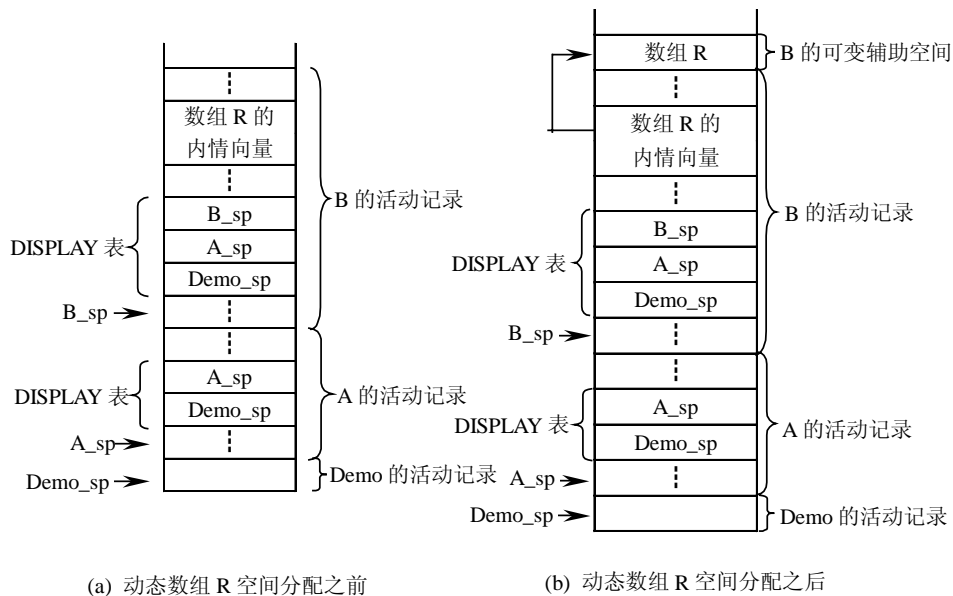 数组 R 的
内情向量
B_sp
A_sp
Demo_sp
DISPLAY 表
B_sp
B 的活动记录
A_sp
Demo_sp
DISPLAY 表
A_sp
A 的活动记录
Demo_sp
Demo 的活动记录
(a) 动态数组 R 空间分配之前
数组 R
B 的可变辅助空间
数组 R 的
内情向量
B_sp
A_sp
Demo_sp
DISPLAY 表
B_sp
B 的活动记录
A_sp
Demo_sp
DISPLAY 表
A_sp
A 的活动记录
Demo_sp
Demo 的活动记录
(b) 动态数组 R 空间分配之后